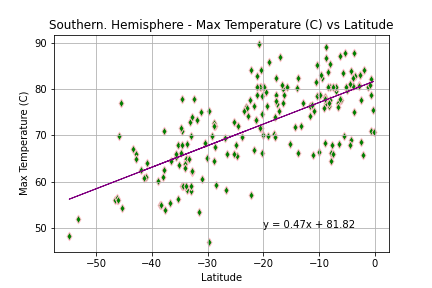 Southern. Hemisphere - Max Temperature (C) vs Latitude
90
80
70
60
50
Max Temperature (C)
y = 0.47x + 81.82
−50
−40
−30
−20
−10
0
Latitude